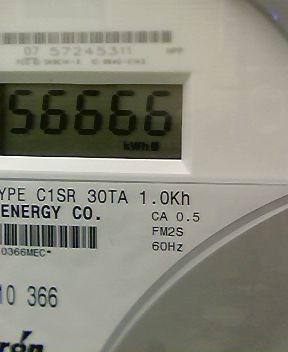 07 57245311
56666
kWh
YPE C1SR 30TA 1.0Kh
ENERGY CO.
CA 0.5
FM2S
60Hz
0366MEC*
10 366
rón